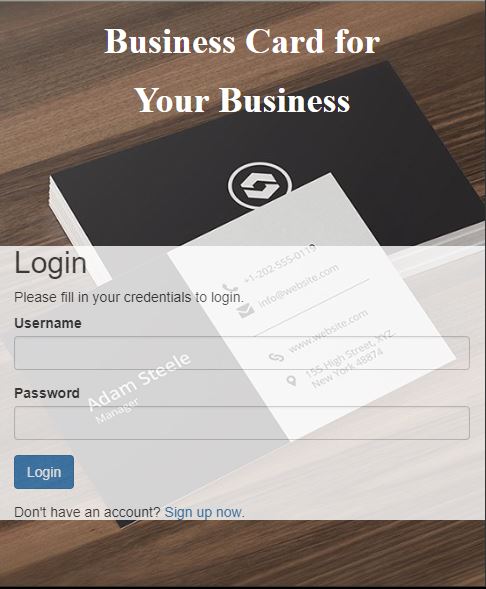 Business Card for
Your Business
Login
+1-202-555-0119
info@website.com
Please fill in your credentials to login.
Username
www.website.com
155 High Street, XYZ,
New York 48874
Adam Steele
Manager
Password
Login
Don't have an account? Sign up now.